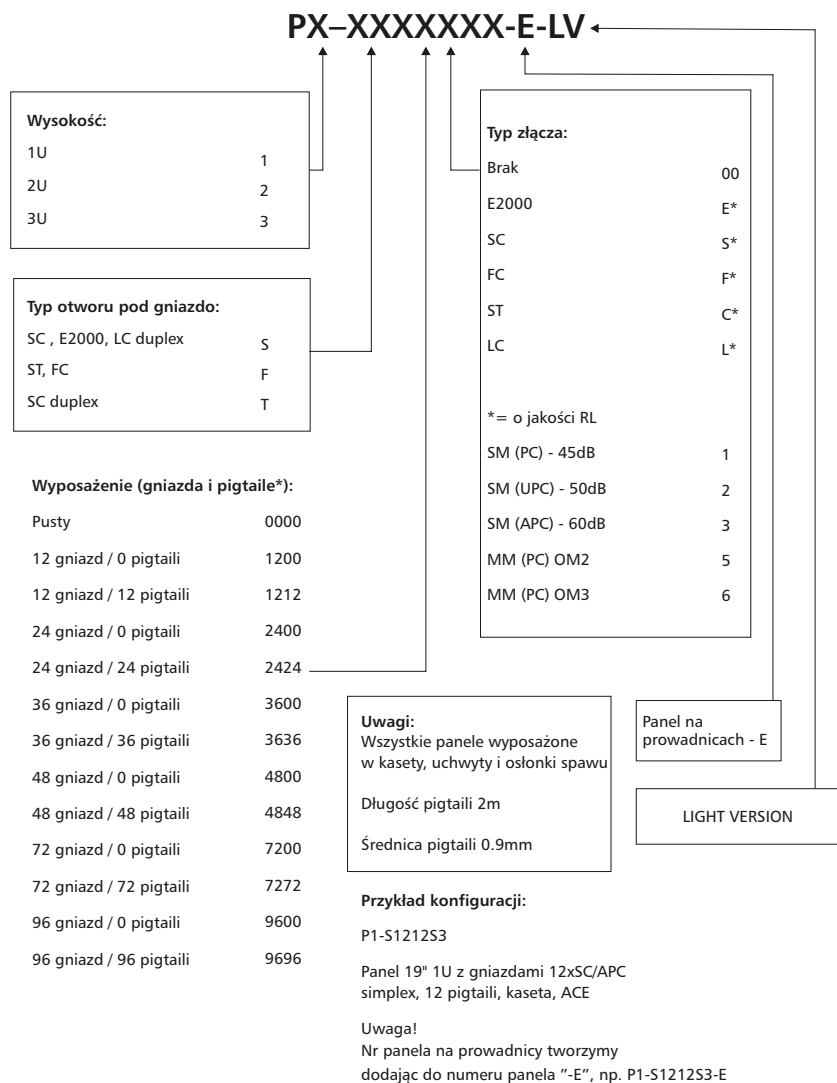 PX–XXXXXXX-E-LV
Wysokość:
1U 1
2U 2
3U 3
Typ otworu pod gniazdo:
SC , E2000, LC duplex S
ST, FC F
SC duplex T
Wyposażenie (gniazda i pigtaile*):
Pusty 0000
12 gniazd / 0 pigtaili 1200
12 gniazd / 12 pigtaili 1212
24 gniazd / 0 pigtaili 2400
24 gniazd / 24 pigtaili 2424
36 gniazd / 0 pigtaili 3600
36 gniazd / 36 pigtaili 3636
48 gniazd / 0 pigtaili 4800
48 gniazd / 48 pigtaili 4848
72 gniazd / 0 pigtaili 7200
72 gniazd / 72 pigtaili 7272
96 gniazd / 0 pigtaili 9600
96 gniazd / 96 pigtaili 9696
Typ złącza:
Brak 00
E2000 E*
SC S*
FC F*
ST C*
LC L*
*= o jakości RL
SM (PC) - 45dB 1
SM (UPC) - 50dB 2
SM (APC) - 60dB 3
MM (PC) OM2 5
MM (PC) OM3 6
Uwagi:
Wszystkie panele wyposażone
w kasety, uchwyty i osłonki spawu
Długość pigtaili 2m
Średnica pigtaili 0.9mm
Panel na
prowadnicach - E
LIGHT VERSION
Przykład konfiguracji:
P1-S1212S3
Panel 19" 1U z gniazdami 12xSC/APC
simplex, 12 pigtaili, kaseta, ACE
Uwaga!
Nr panela na prowadnicy tworzymy
dodając do numeru panela "-E", np. P1-S1212S3-E